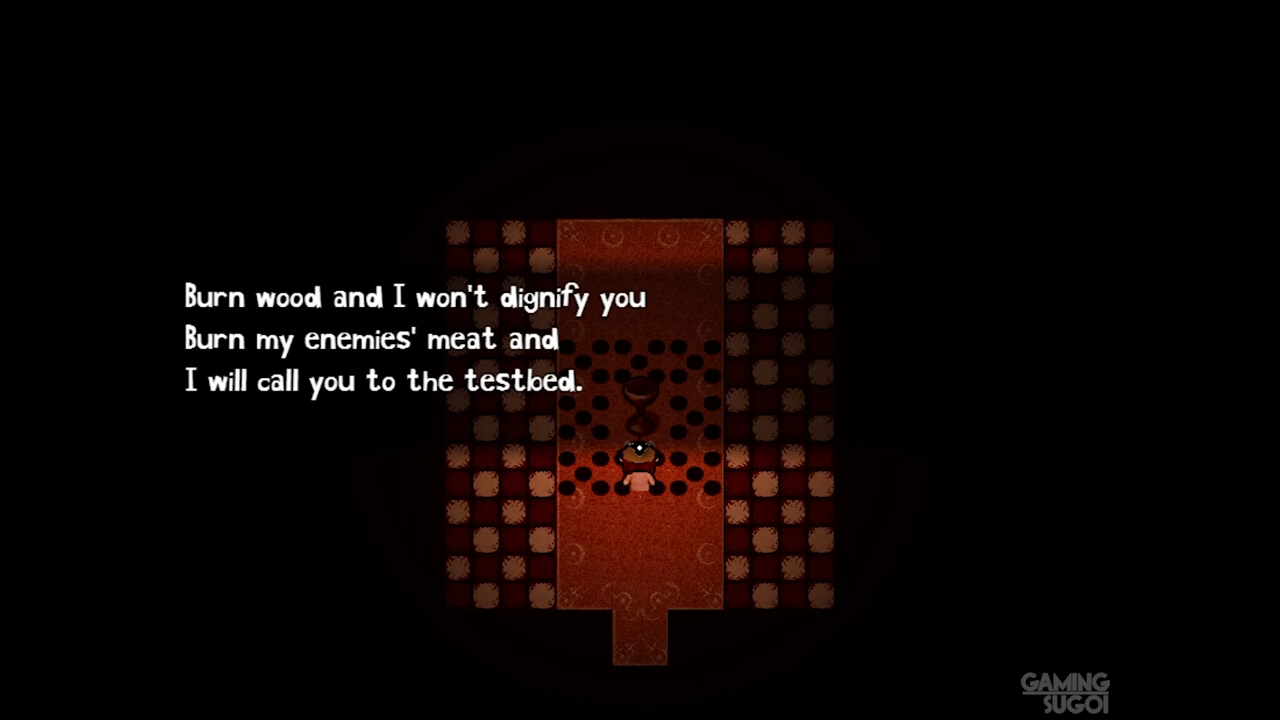 Burn wood and I won't dignify you
Burn my enemies' meat and
I will call you to the testbed.
GAMING
SUGOI